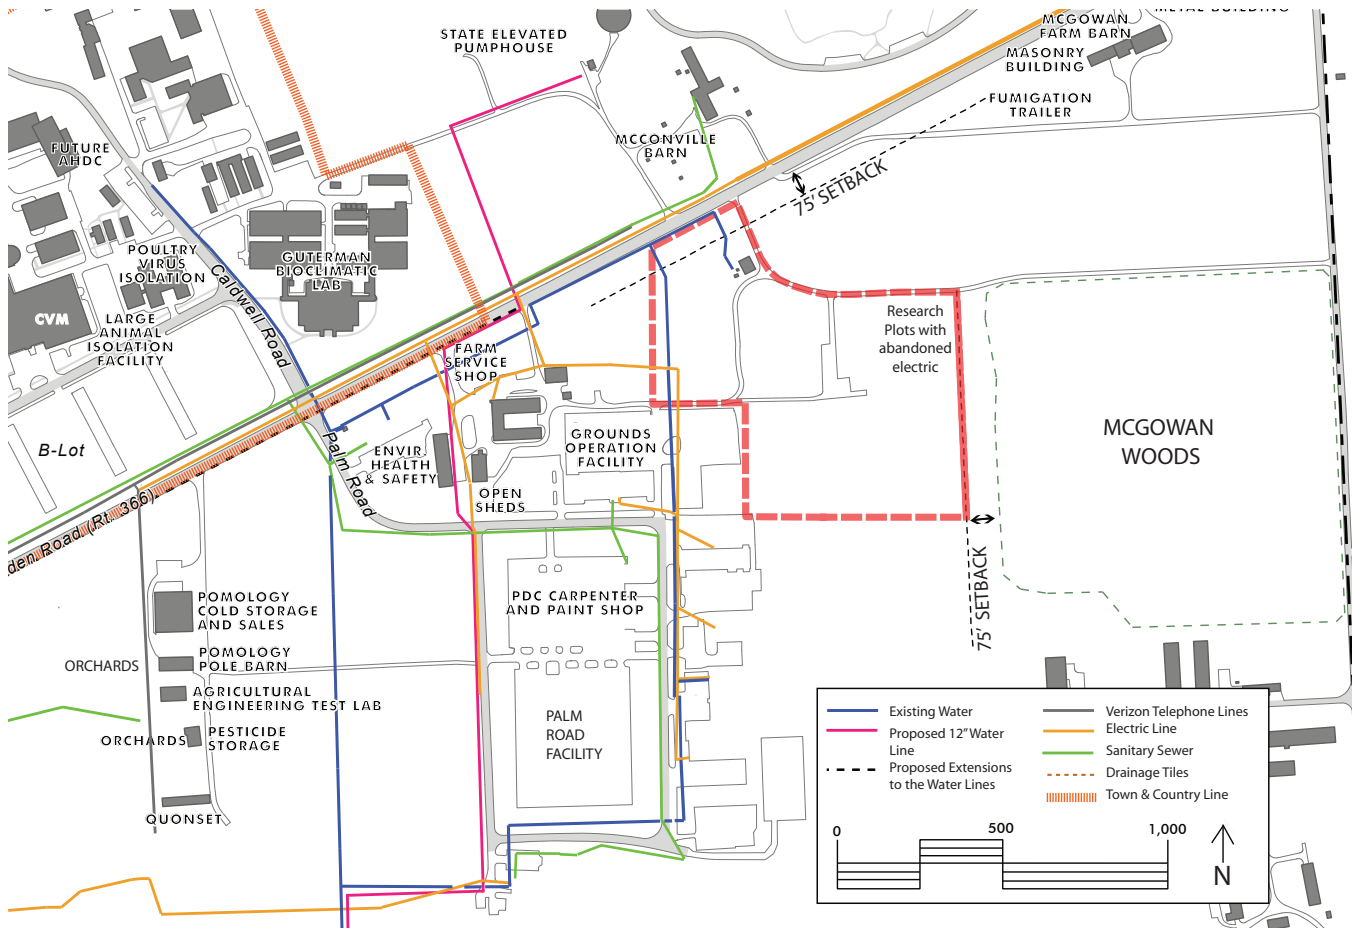 METAL BUILDING
MCGOWAN
FARM BARN
MASONRY
BUILDING
STATE ELEVATED
PUMPHOUSE
FUMIGATION
TRAILER
MCCONVILLE
BARN
75' SETBACK
FUTURE
AHDC
POULTRY
VIRUS
ISOLATION
GUTERMAN
BIOCLIMATIC
LAB
Caldwell Road
CVM
LARGE
ANIMAL
ISOLATION
FACILITY
Research
Plots with
abandoned
electric
FARM
SERVICE
SHOP
MCGOWAN
WOODS
B-Lot
Palm Road
ENVIR.
HEALTH
& SAFETY
GROUNDS
OPERATION
FACILITY
OPEN
SHEDS
den Road (Rt. 366)
75' SETBACK
POMOLOGY
COLD STORAGE
AND SALES
PDC CARPENTER
AND PAINT SHOP
ORCHARDS
POMOLOGY
POLE BARN
AGRICULTURAL
ENGINEERING TEST LAB
ORCHARDS
PESTICIDE
STORAGE
PALM
ROAD
FACILITY
QUONSET
Existing Water
Proposed 12" Water
Line
Proposed Extensions
to the Water Lines
Verizon Telephone Lines
Electric Line
Sanitary Sewer
Drainage Tiles
Town & Country Line
0 500 1,000
N